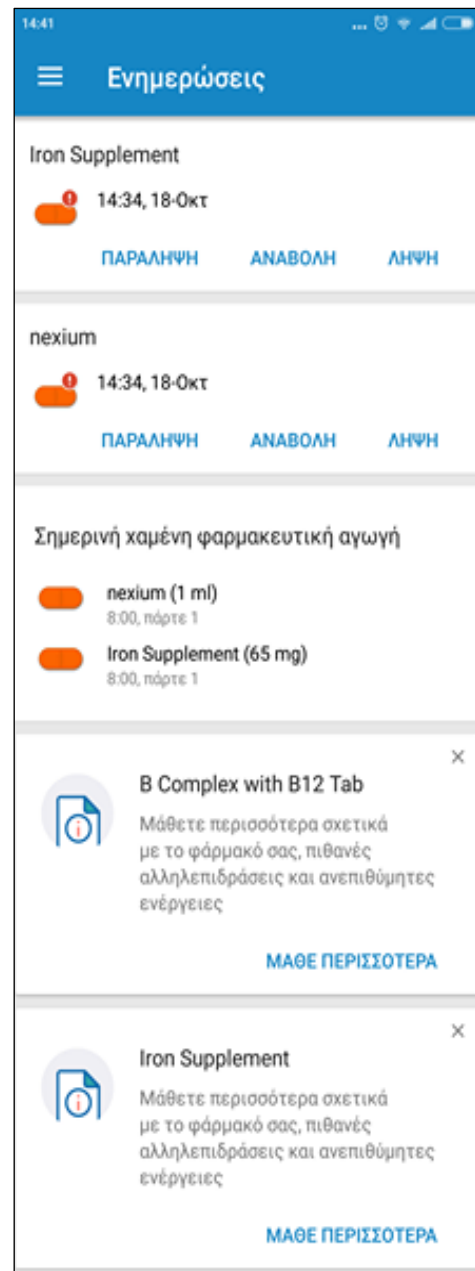 14:41
Ενημερώσεις
Iron Supplement
14:34, 18-Οκτ
ΠΑΡΑΛΗΨΗ ΑΝΑΒΟΛΗ ΛΗΨΗ
nexium
14:34, 18-Οκτ
ΠΑΡΑΛΗΨΗ ΑΝΑΒΟΛΗ ΛΗΨΗ
Σημερινή χαμένη φαρμακευτική αγωγή
nexium (1 ml)
8:00, πάρτε 1
Iron Supplement (65 mg)
8:00, πάρτε 1
B Complex with B12 Tab
Μάθετε περισσότερα σχετικά
με το φάρμακό σας, πιθανές
αλληλεπιδράσεις και ανεπιθύμητες
ενέργειες
ΜΑΘΕ ΠΕΡΙΣΣΟΤΕΡΑ
Iron Supplement
Μάθετε περισσότερα σχετικά
με το φάρμακό σας, πιθανές
αλληλεπιδράσεις και ανεπιθύμητες
ενέργειες
ΜΑΘΕ ΠΕΡΙΣΣΟΤΕΡΑ